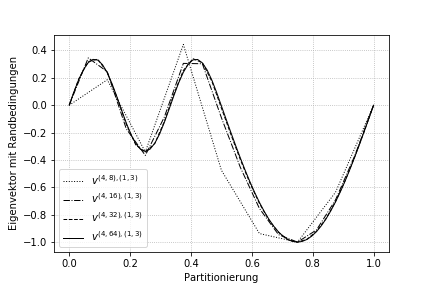 0.4
0.2
0.0
−0.2
−0.4
−0.6
−0.8
−1.0
Eigenvektor mit Randbedingungen
v^(4, 8), (1, 3)
v^(4, 16), (1, 3)
v^(4, 32), (1, 3)
v^(4, 64), (1, 3)
0.0 0.2 0.4 0.6 0.8 1.0
Partitionierung